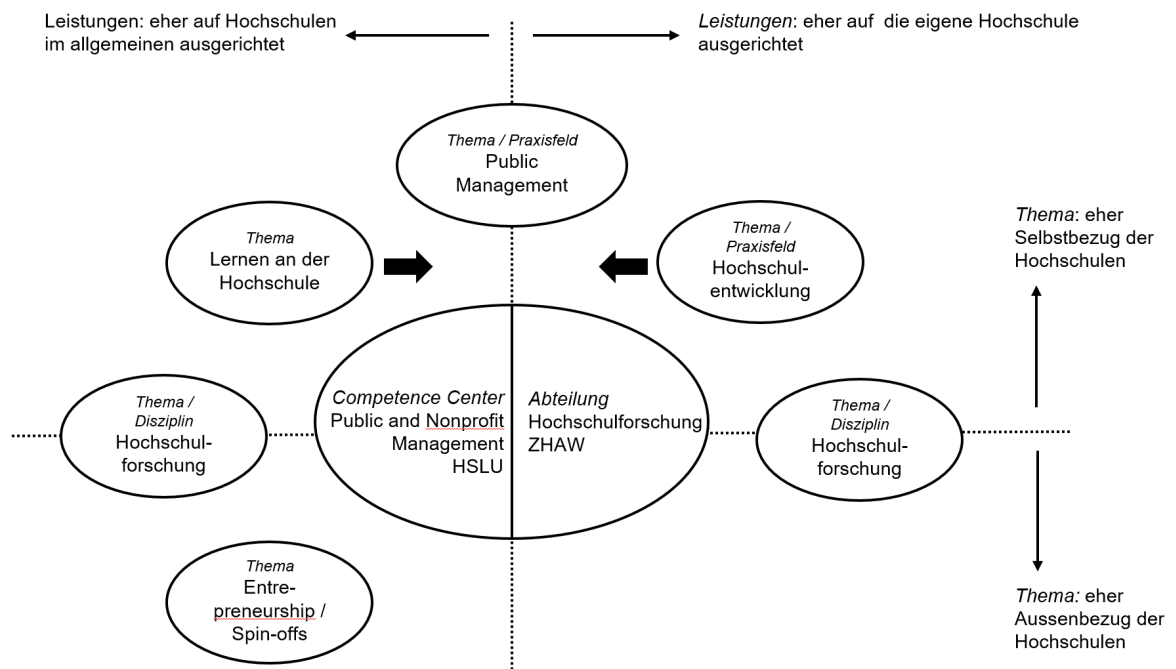 Leistungen: eher auf Hochschulen
im allgemeinen ausgerichtet
Leistungen: eher auf die eigene Hochschule
ausgerichtet
Thema / Praxisfeld
Public
Management
Thema
Lernen an der
Hochschule
Thema /
Praxisfeld
Hochschul-
entwicklung
Thema: eher
Selbstbezug der
Hochschulen
Thema /
Disziplin
Hochschul-
forschung
Competence Center
Public and Nonprofit
Management
HSLU
Abteilung
Hochschulforschung
ZHAW
Thema /
Disziplin
Hochschul-
forschung
Thema
Entre-
preneurship /
Spin-offs
Thema: eher
Aussenbezug der
Hochschulen